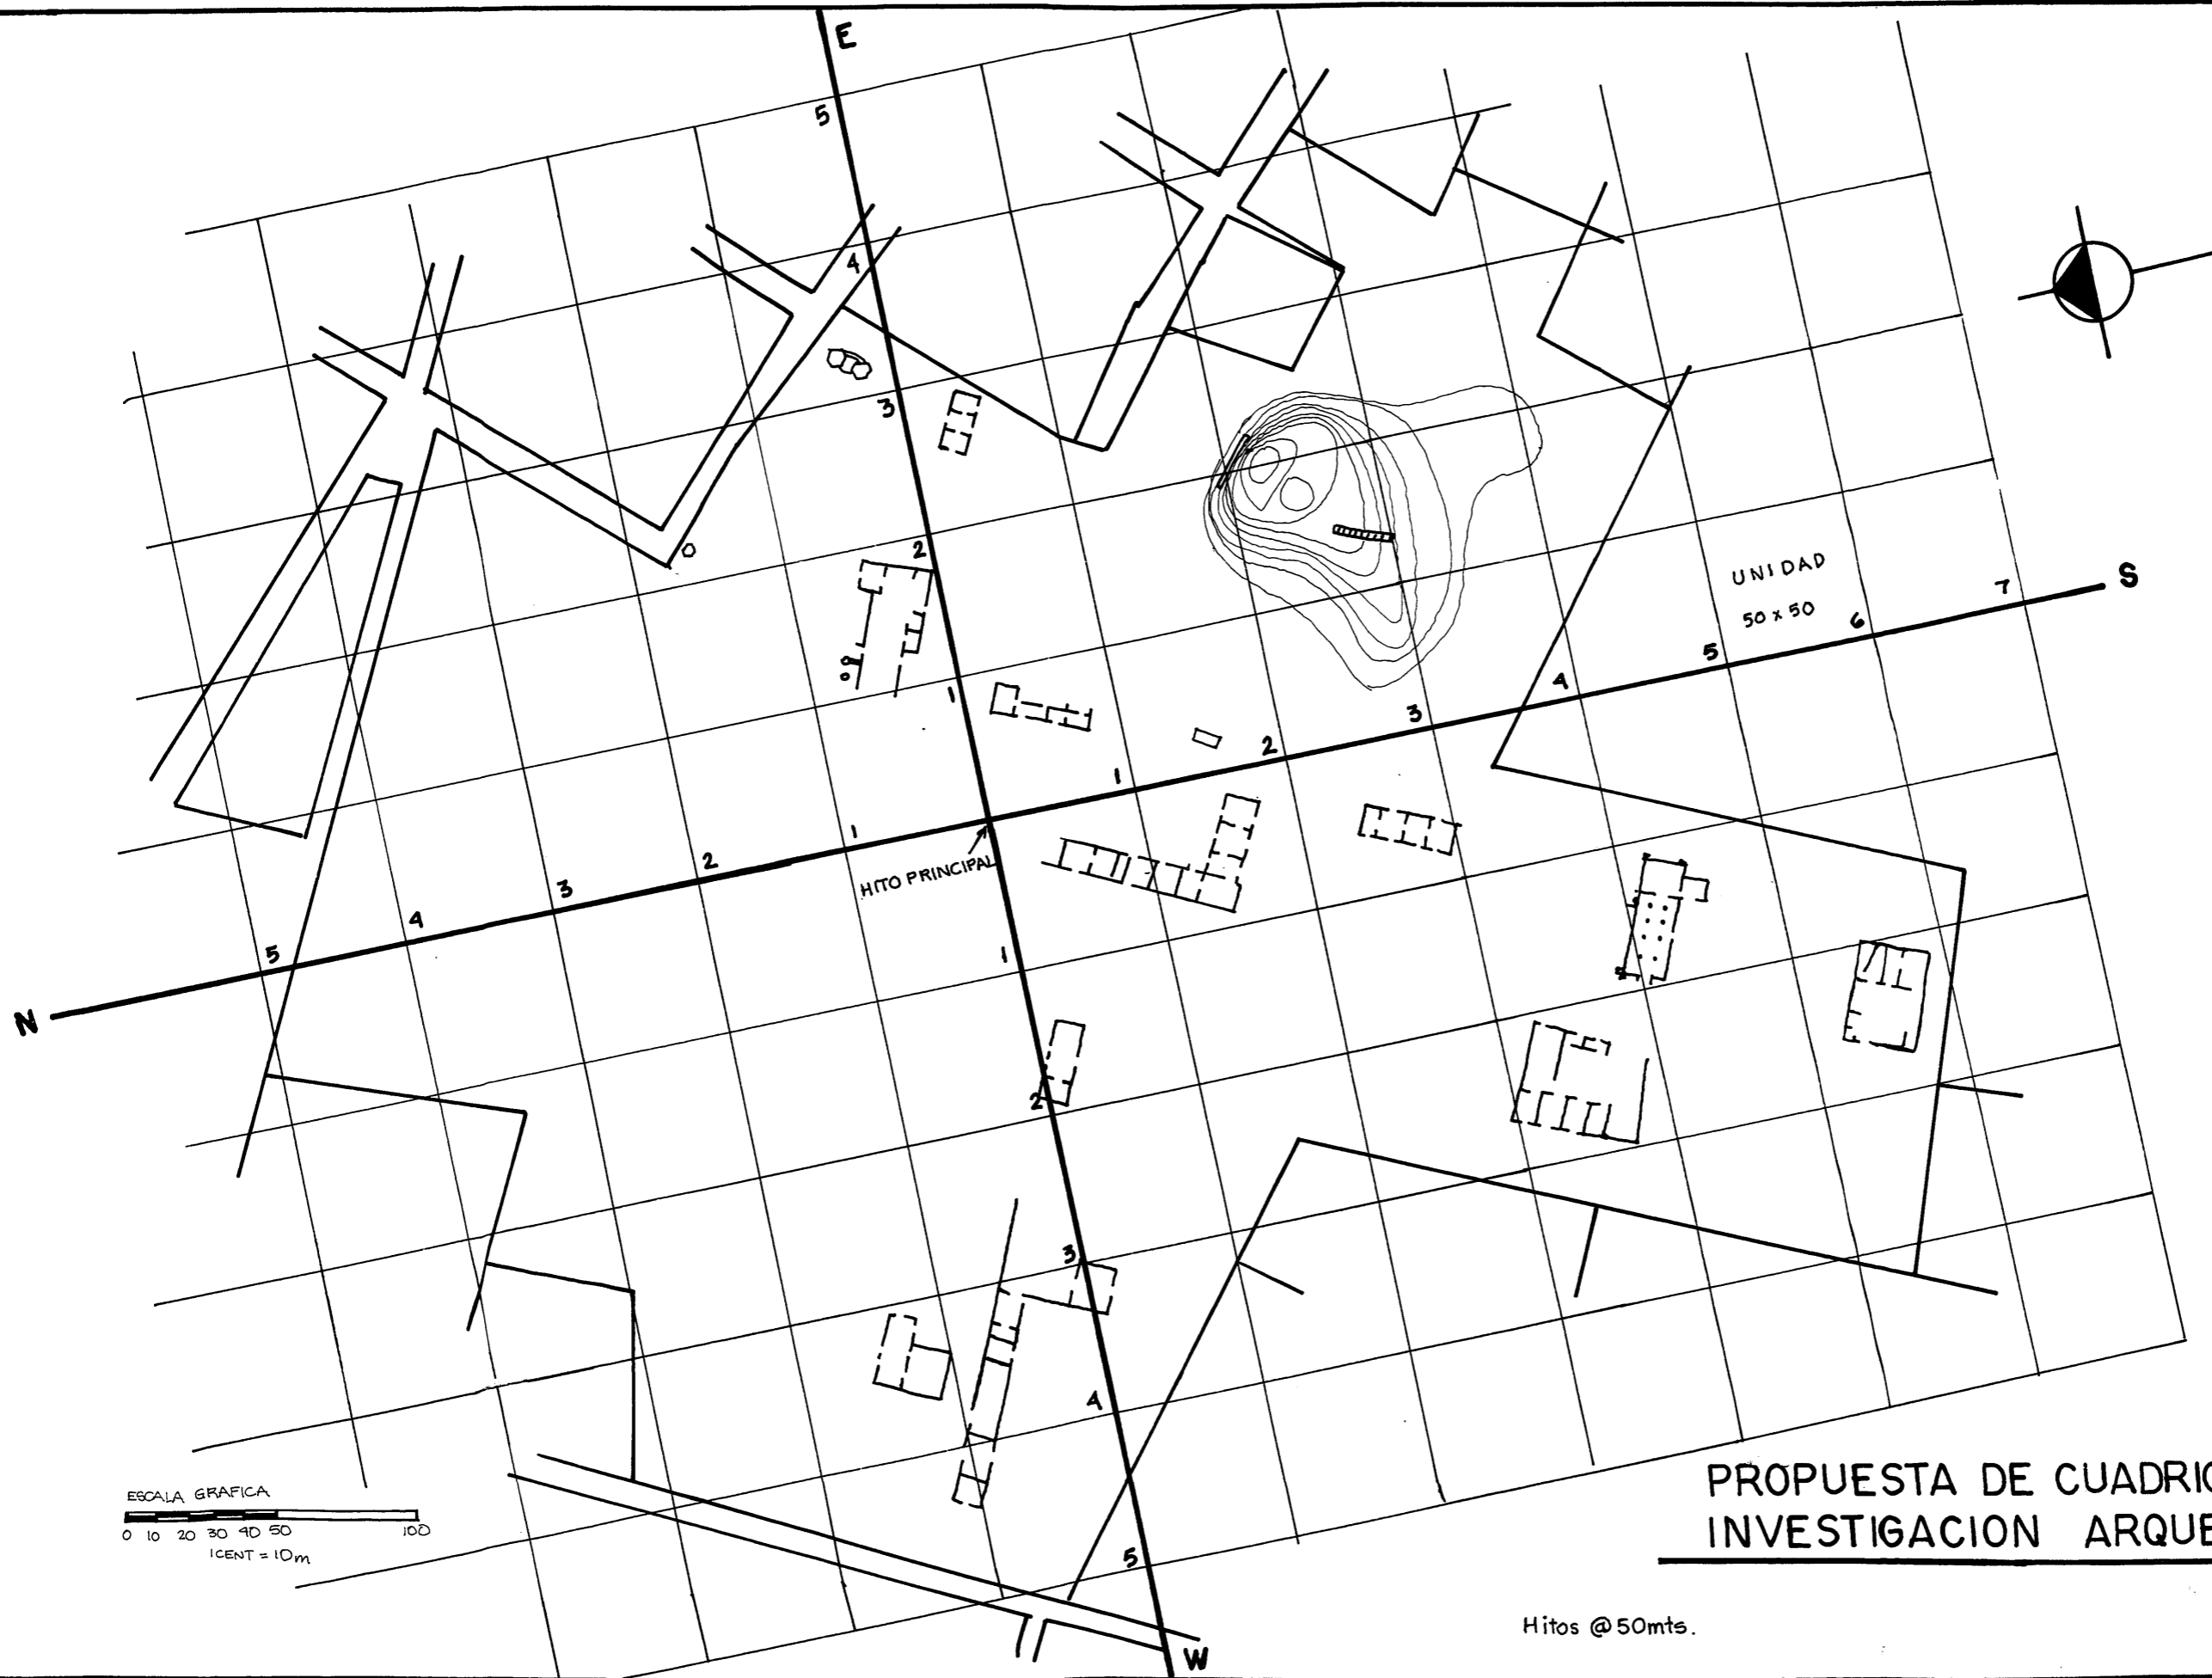 E
5
4
3
2
1
UNIDAD
50 x 50
S
7
6
5
4
3
2
1
HITO PRINCIPAL
1
2
3
4
5
N
1
2
3
4
5
W
ESCALA GRAFICA
0 10 20 30 40 50 100
1CENT = 10m
PROPUESTA DE CUADRIC
INVESTIGACION ARQUE
Hitos @ 50mts.